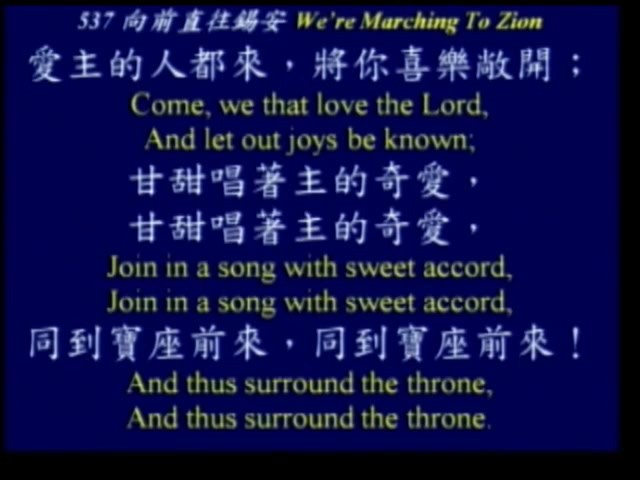 537 向前直往錫安 We're Marching To Zion
愛主的人都來，將你喜樂敞開；
Come, we that love the Lord,
And let out joys be known;
甘甜唱著主的奇愛，
甘甜唱著主的奇愛，
Join in a song with sweet accord,
Join in a song with sweet accord,
同到寶座前來，同到寶座前來！
And thus surround the throne,
And thus surround the throne.